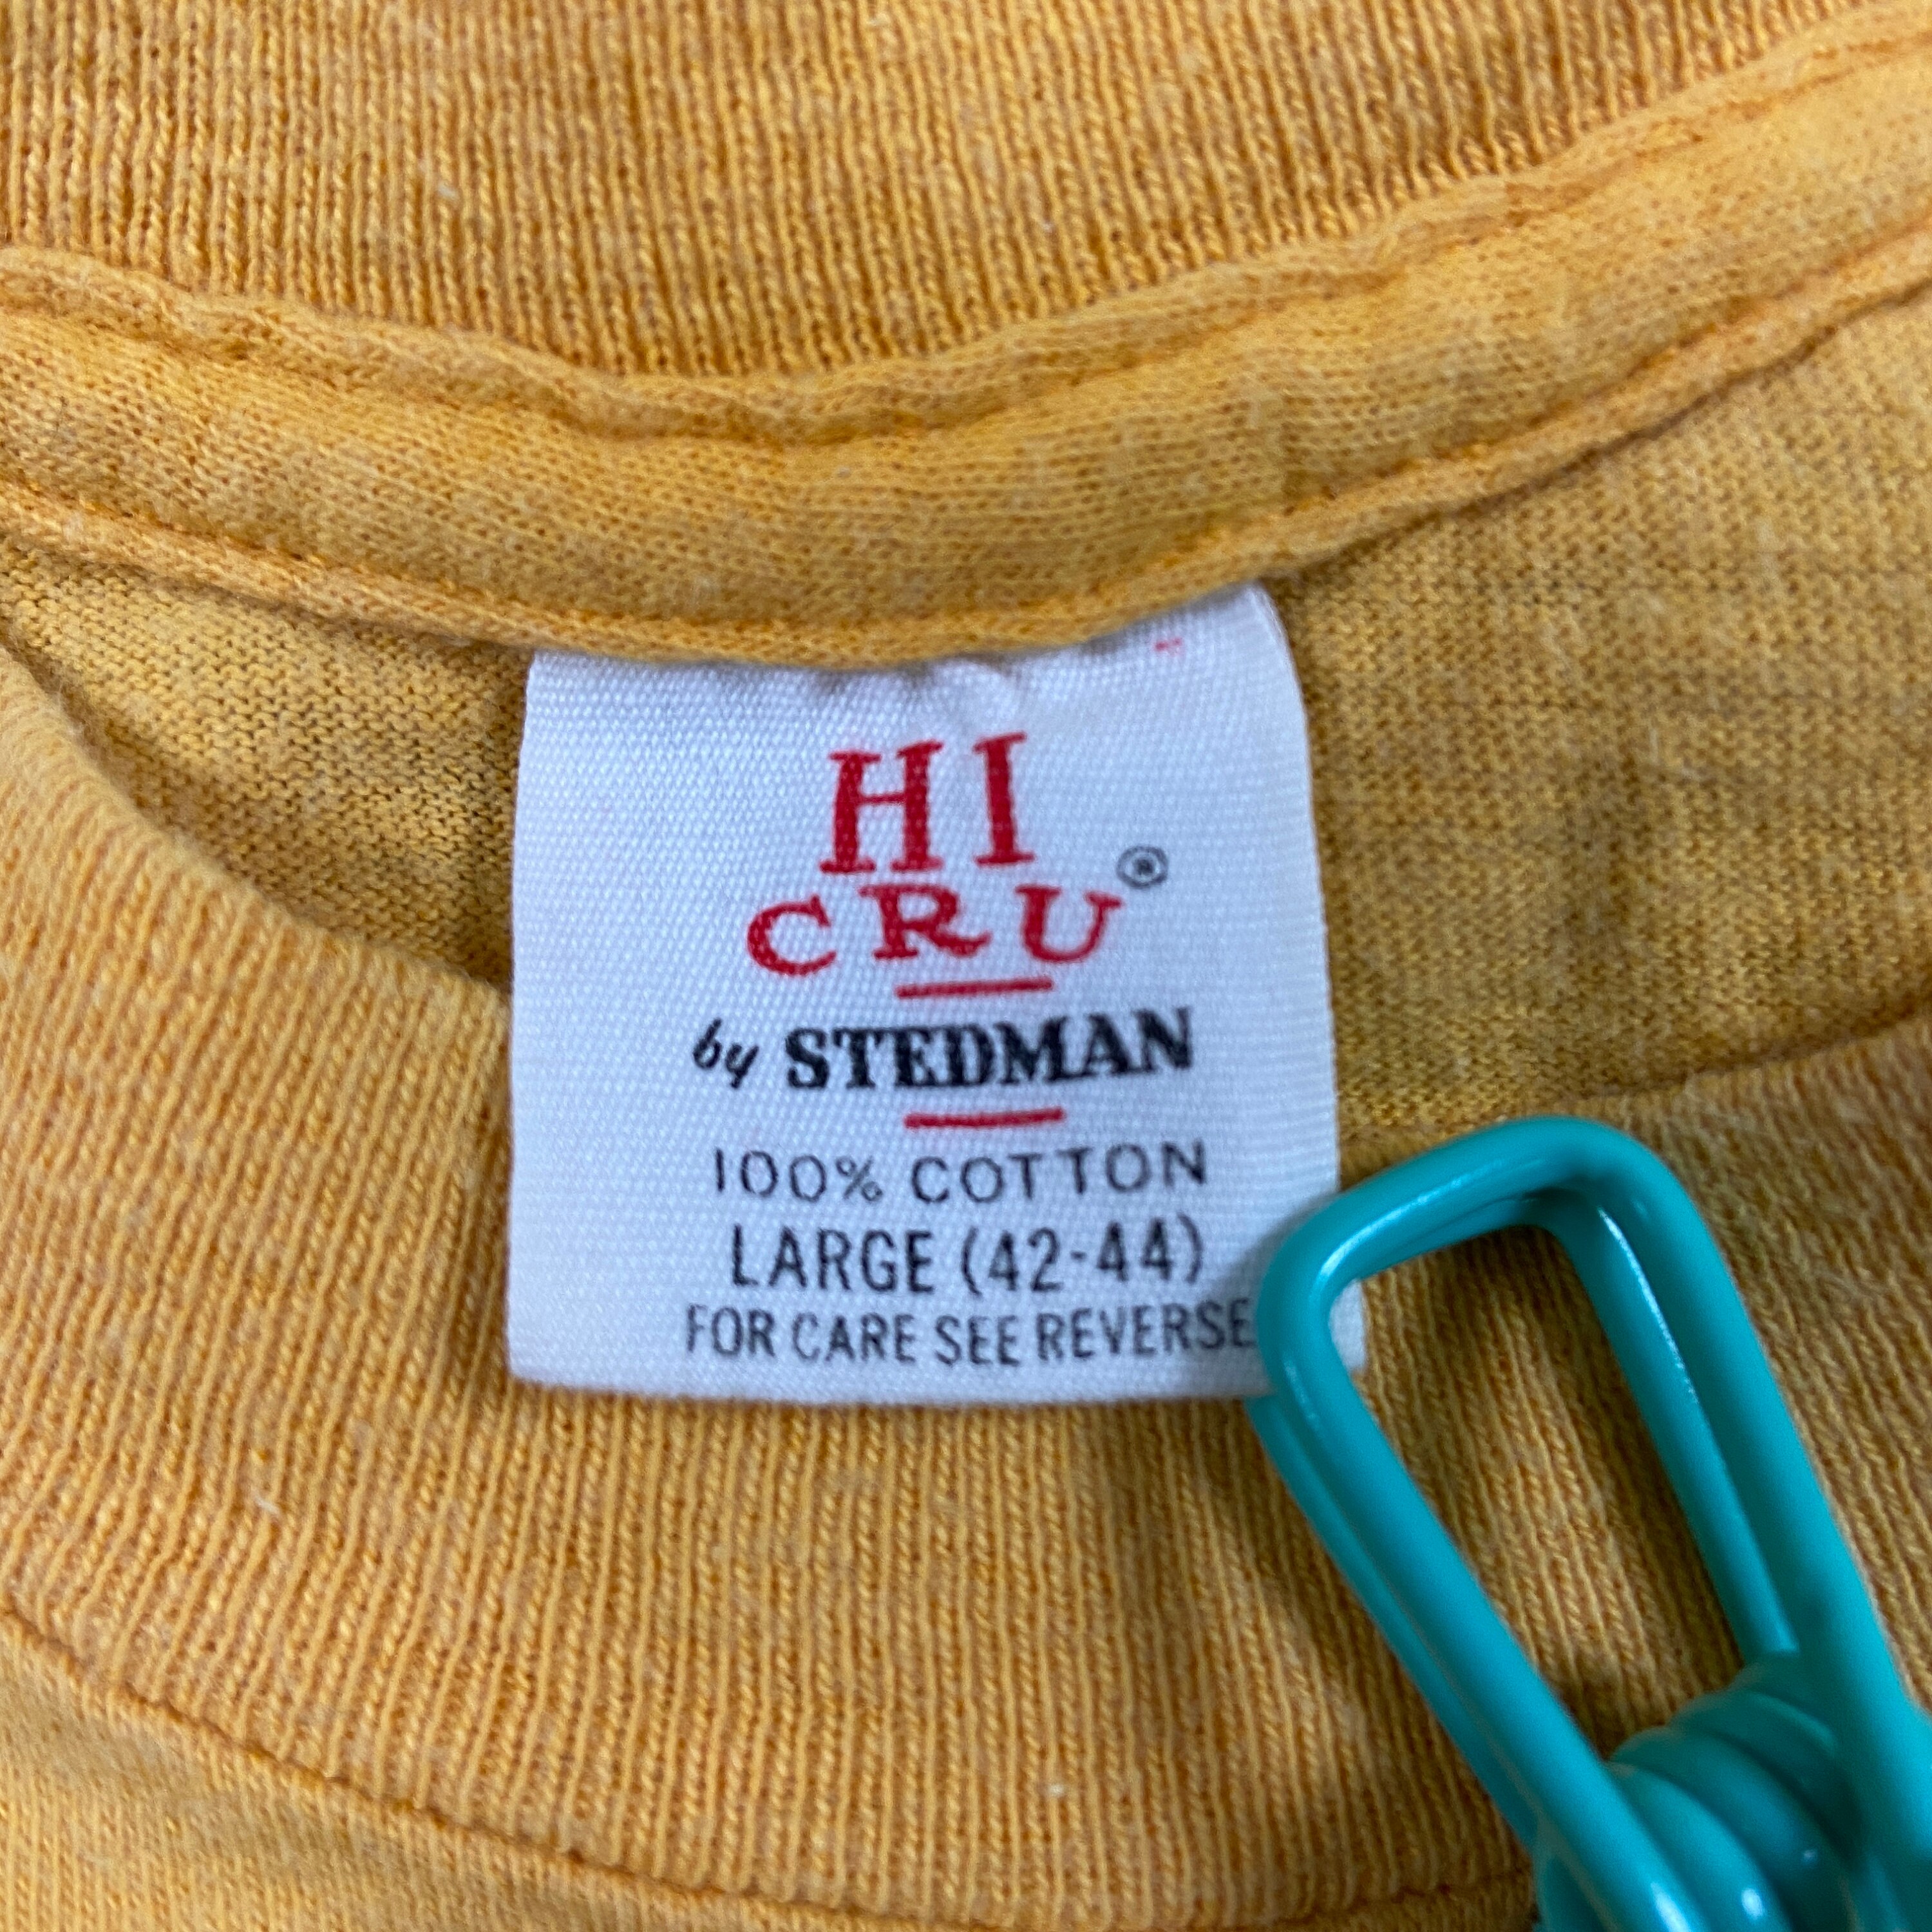 HI
CRU®
by STEDMAN
100% COTTON
LARGE (42-44)
FOR CARE SEE REVERSE